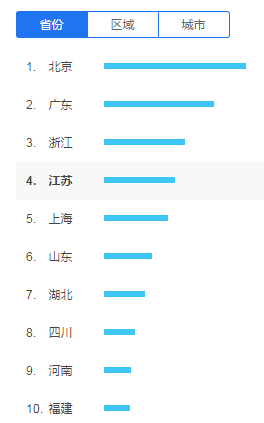 省份 区域 城市
1. 北京
2. 广东
3. 浙江
4. 江苏
5. 上海
6. 山东
7. 湖北
8. 四川
9. 河南
10. 福建